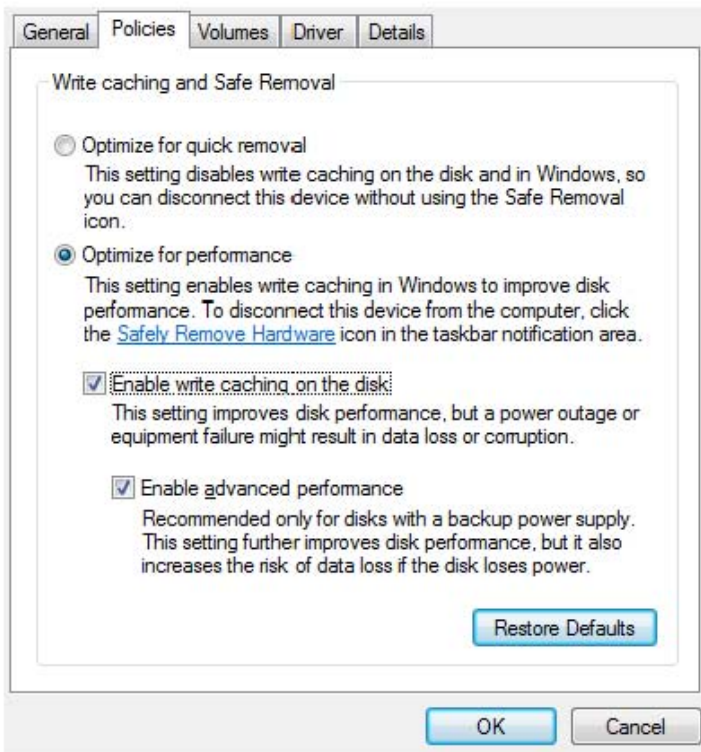 General Policies Volumes Driver Details
Write caching and Safe Removal
Optimize for quick removal
This setting disables write caching on the disk and in Windows, so
you can disconnect this device without using the Safe Removal
icon.
Optimize for performance
This setting enables write caching in Windows to improve disk
performance. To disconnect this device from the computer, click
the Safely Remove Hardware icon in the taskbar notification area.
Enable write caching on the disk
This setting improves disk performance, but a power outage or
equipment failure might result in data loss or corruption.
Enable advanced performance
Recommended only for disks with a backup power supply.
This setting further improves disk performance, but it also
increases the risk of data loss if the disk loses power.
Restore Defaults
OK Cancel